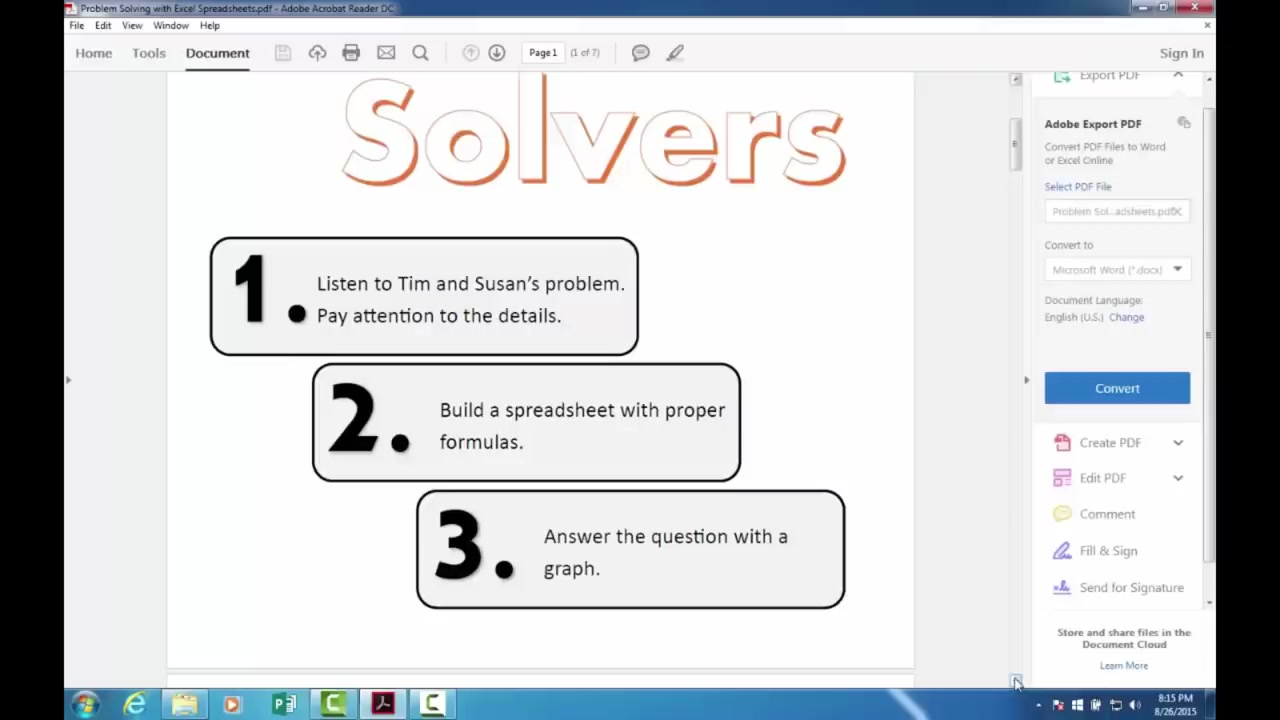 Problem Solving with Excel Spreadsheets.pdf - Adobe Acrobat Reader DC
File Edit View Window Help
Home Tools Document Page 1 (1 of 7) Sign In
Solvers
1. Listen to Tim and Susan's problem.
Pay attention to the details.
2. Build a spreadsheet with proper
formulas.
3. Answer the question with a
graph.
Export PDF
Adobe Export PDF
Convert PDF Files to Word
or Excel Online
Select PDF File
Problem Sol...adsheets.pdf
Convert to
Microsoft Word (*.docx)
Document Language:
English (U.S.) Change
Convert
Create PDF
Edit PDF
Comment
Fill & Sign
Send for Signature
Store and share files in the
Document Cloud
Learn More
8:15 PM
8/26/2015